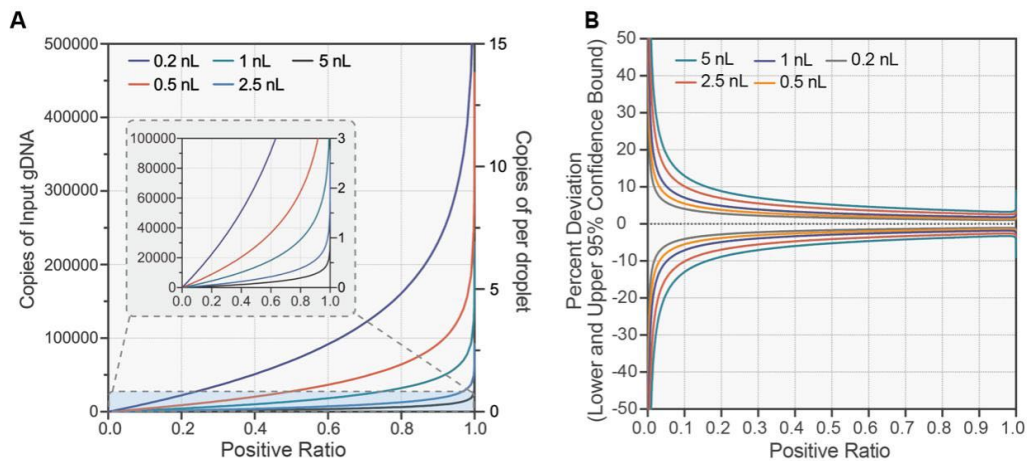 A
Copies of Input gDNA
500000
400000
300000
200000
100000
0
0.2 nL 1 nL 5 nL
0.5 nL 2.5 nL
100000
80000
60000
40000
20000
0
3
2
1
0
0.0 0.2 0.4 0.6 0.8 1.0
15
10
5
0
Copies of per droplet
0.0 0.2 0.4 0.6 0.8 1.0
Positive Ratio
B
Percent Deviation
(Lower and Upper 95% Confidence Bound)
50
40
30
20
10
0
-10
-20
-30
-40
-50
5 nL 1 nL 0.2 nL
2.5 nL 0.5 nL
0.0 0.1 0.2 0.3 0.4 0.5 0.6 0.7 0.8 0.9 1.0
Positive Ratio